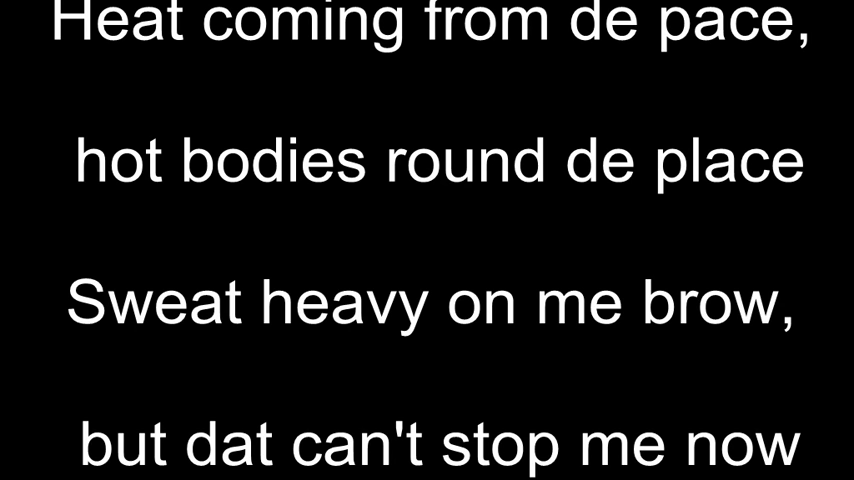 Heat coming from de pace,
hot bodies round de place
Sweat heavy on me brow,
but dat can't stop me now